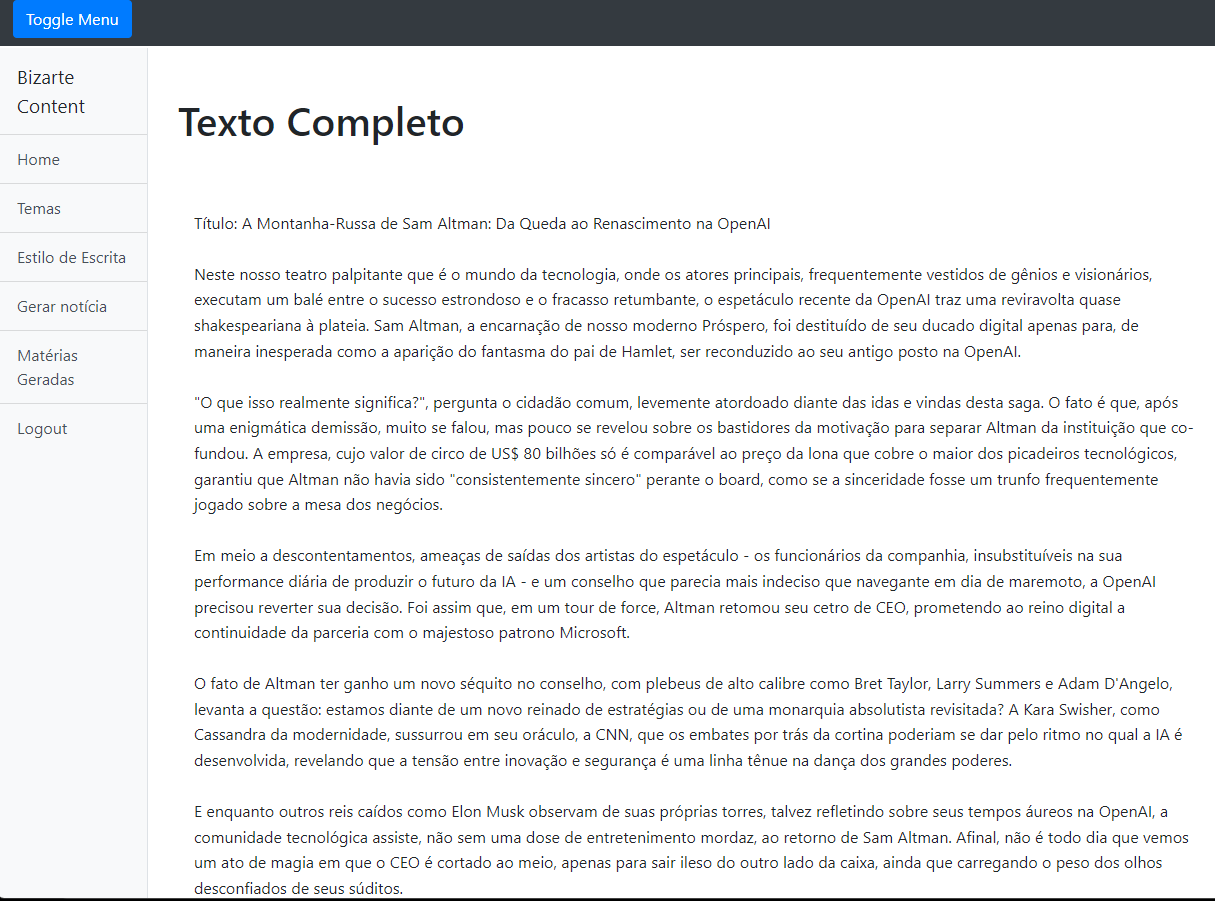 Toggle Menu
Bizarte
Content
Home
Temas
Estilo de Escrita
Gerar notícia
Matérias
Geradas
Logout
Texto Completo
Título: A Montanha-Russa de Sam Altman: Da Queda ao Renascimento na OpenAI
Neste nosso teatro palpitante que é o mundo da tecnologia, onde os atores principais, frequentemente vestidos de gênios e visionários,
executam um balé entre o sucesso estrondoso e o fracasso retumbante, o espetáculo recente da OpenAI traz uma reviravolta quase
shakespeariana à plateia. Sam Altman, a encarnação de nosso moderno Próspero, foi destituído de seu ducado digital apenas para, de
maneira inesperada como a aparição do fantasma do pai de Hamlet, ser reconduzido ao seu antigo posto na OpenAI.
"O que isso realmente significa?", pergunta o cidadão comum, levemente atordoado diante das idas e vindas desta saga. O fato é que, após
uma enigmática demissão, muito se falou, mas pouco se revelou sobre os bastidores da motivação para separar Altman da instituição que co-
fundou. A empresa, cujo valor de circo de US$ 80 bilhões só é comparável ao preço da lona que cobre o maior dos picadeiros tecnológicos,
garantiu que Altman não havia sido "consistentemente sincero" perante o board, como se a sinceridade fosse um trunfo frequentemente
jogado sobre a mesa dos negócios.
Em meio a descontentamentos, ameaças de saídas dos artistas do espetáculo - os funcionários da companhia, insubstituíveis na sua
performance diária de produzir o futuro da IA - e um conselho que parecia mais indeciso que navegante em dia de maremoto, a OpenAI
precisou reverter sua decisão. Foi assim que, em um tour de force, Altman retomou seu cetro de CEO, prometendo ao reino digital a
continuidade da parceria com o majestoso patrono Microsoft.
O fato de Altman ter ganho um novo séquito no conselho, com plebeus de alto calibre como Bret Taylor, Larry Summers e Adam D'Angelo,
levanta a questão: estamos diante de um novo reinado de estratégias ou de uma monarquia absolutista revisitada? A Kara Swisher, como
Cassandra da modernidade, sussurrou em seu oráculo, a CNN, que os embates por trás da cortina poderiam se dar pelo ritmo no qual a IA é
desenvolvida, revelando que a tensão entre inovação e segurança é uma linha tênue na dança dos grandes poderes.
E enquanto outros reis caídos como Elon Musk observam de suas próprias torres, talvez refletindo sobre seus tempos áureos na OpenAI, a
comunidade tecnológica assiste, não sem uma dose de entretenimento mordaz, ao retorno de Sam Altman. Afinal, não é todo dia que vemos
um ato de magia em que o CEO é cortado ao meio, apenas para sair ileso do outro lado da caixa, ainda que carregando o peso dos olhos
desconfiados de seus súditos.